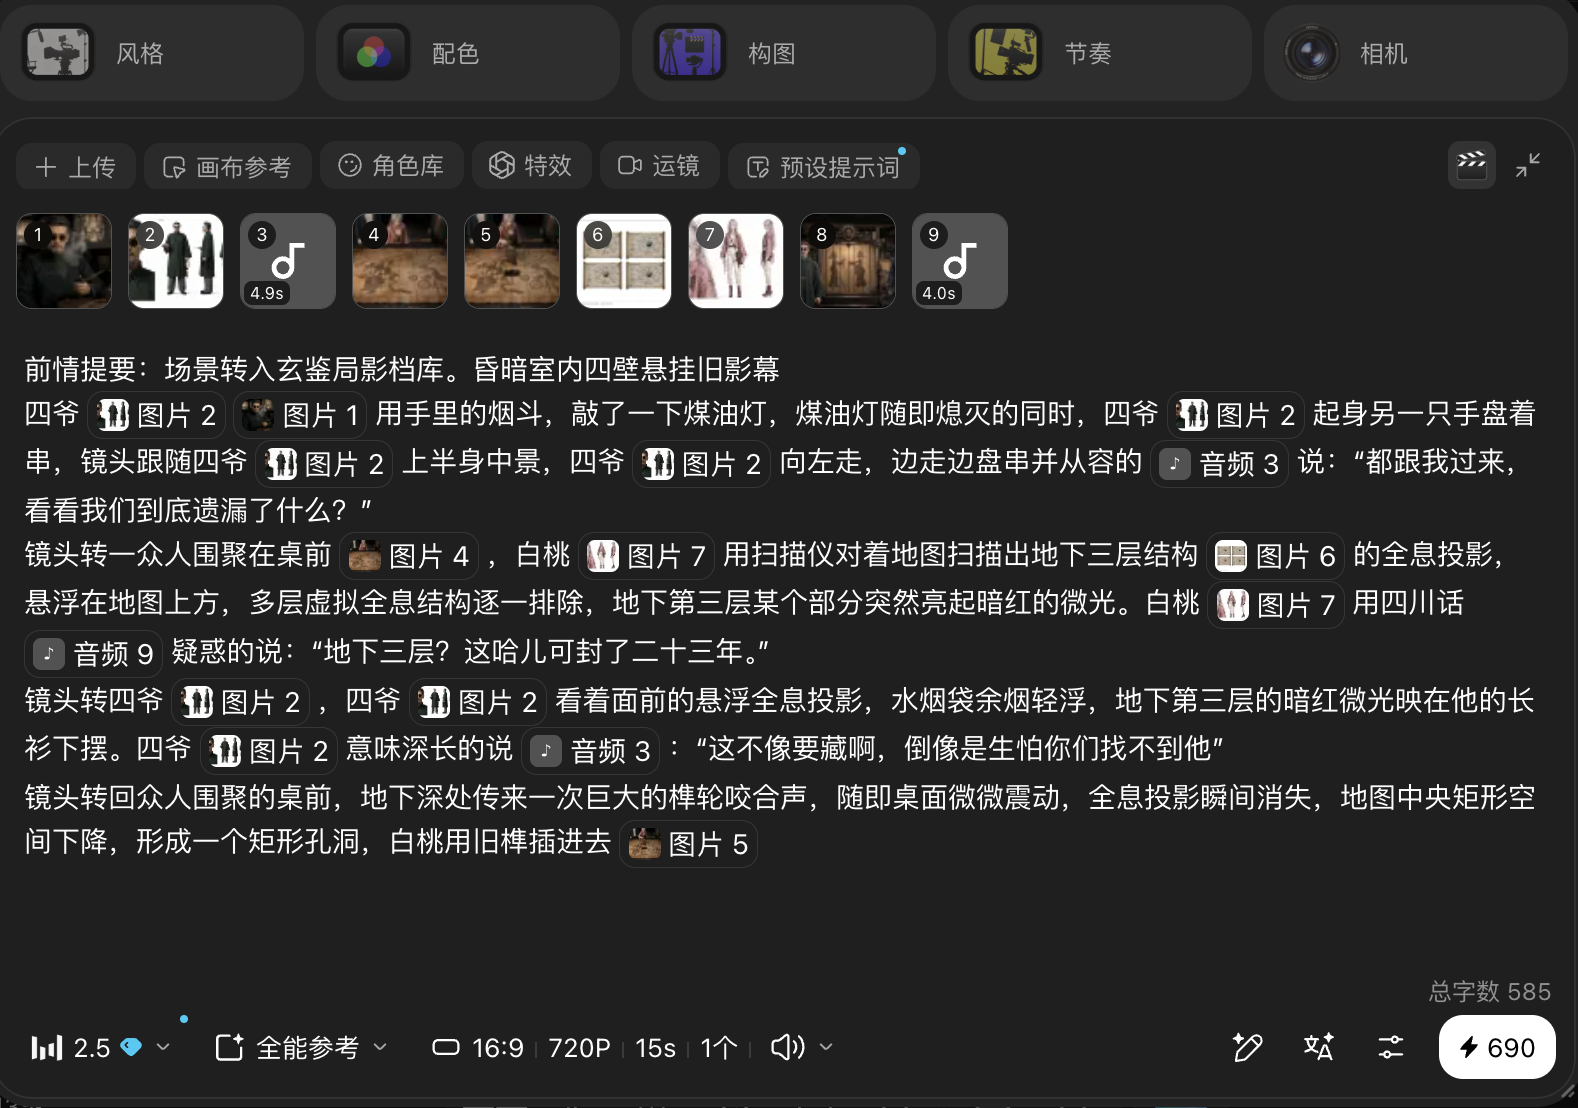 风格
配色
构图
节奏
相机
上传
画布参考
角色库
特效
运镜
预设提示词
1
2
3
4.9s
4
5
6
7
8
9
4.0s
前情提要：场景转入玄鉴局影档库。昏暗室内四壁悬挂旧影幕
四爷 图片 2 图片 1 用手里的烟斗，敲了一下煤油灯，煤油灯随即熄灭的同时，四爷 图片 2 起身另一只手盘着
串，镜头跟随四爷 图片 2 上半身中景，四爷 图片 2 向左走，边走边盘串并从容的 音频 3 说：“都跟我过来，
看看我们到底遗漏了什么？”
镜头转一众人围聚在桌前 图片 4 ，白桃 图片 7 用扫描仪对着地图扫描出地下三层结构 图片 6 的全息投影，
悬浮在地图上方，多层虚拟全息结构逐一排除，地下第三层某个部分突然亮起暗红的微光。白桃 图片 7 用四川话
音频 9 疑惑的说：“地下三层？这哈儿可封了二十三年。”
镜头转四爷 图片 2 ，四爷 图片 2 看着面前的悬浮全息投影，水烟袋余烟轻浮，地下第三层的暗红微光映在他的长
衫下摆。四爷 图片 2 意味深长的说 音频 3 ：“这不像要藏啊，倒像是生怕你们找不到他”
镜头转回众人围聚的桌前，地下深处传来一次巨大的榫轮咬合声，随即桌面微微震动，全息投影瞬间消失，地图中央矩形空
间下降，形成一个矩形孔洞，白桃用旧榫插进去 图片 5
总字数 585
2.5
全能参考
16:9
720P
15s
1个
690